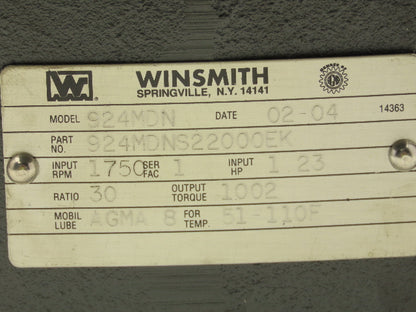 WINSMITH
SPRINGVILLE, N.Y. 14141
MODEL 924MDN DATE 02-04 14363
PART NO. 924MDNS22000EK
INPUT RPM 1750 SER FAC 1 INPUT HP 1 23
RATIO 30 OUTPUT TORQUE 1002
MOBIL LUBE AGMA 8 FOR TEMP. 51-110F